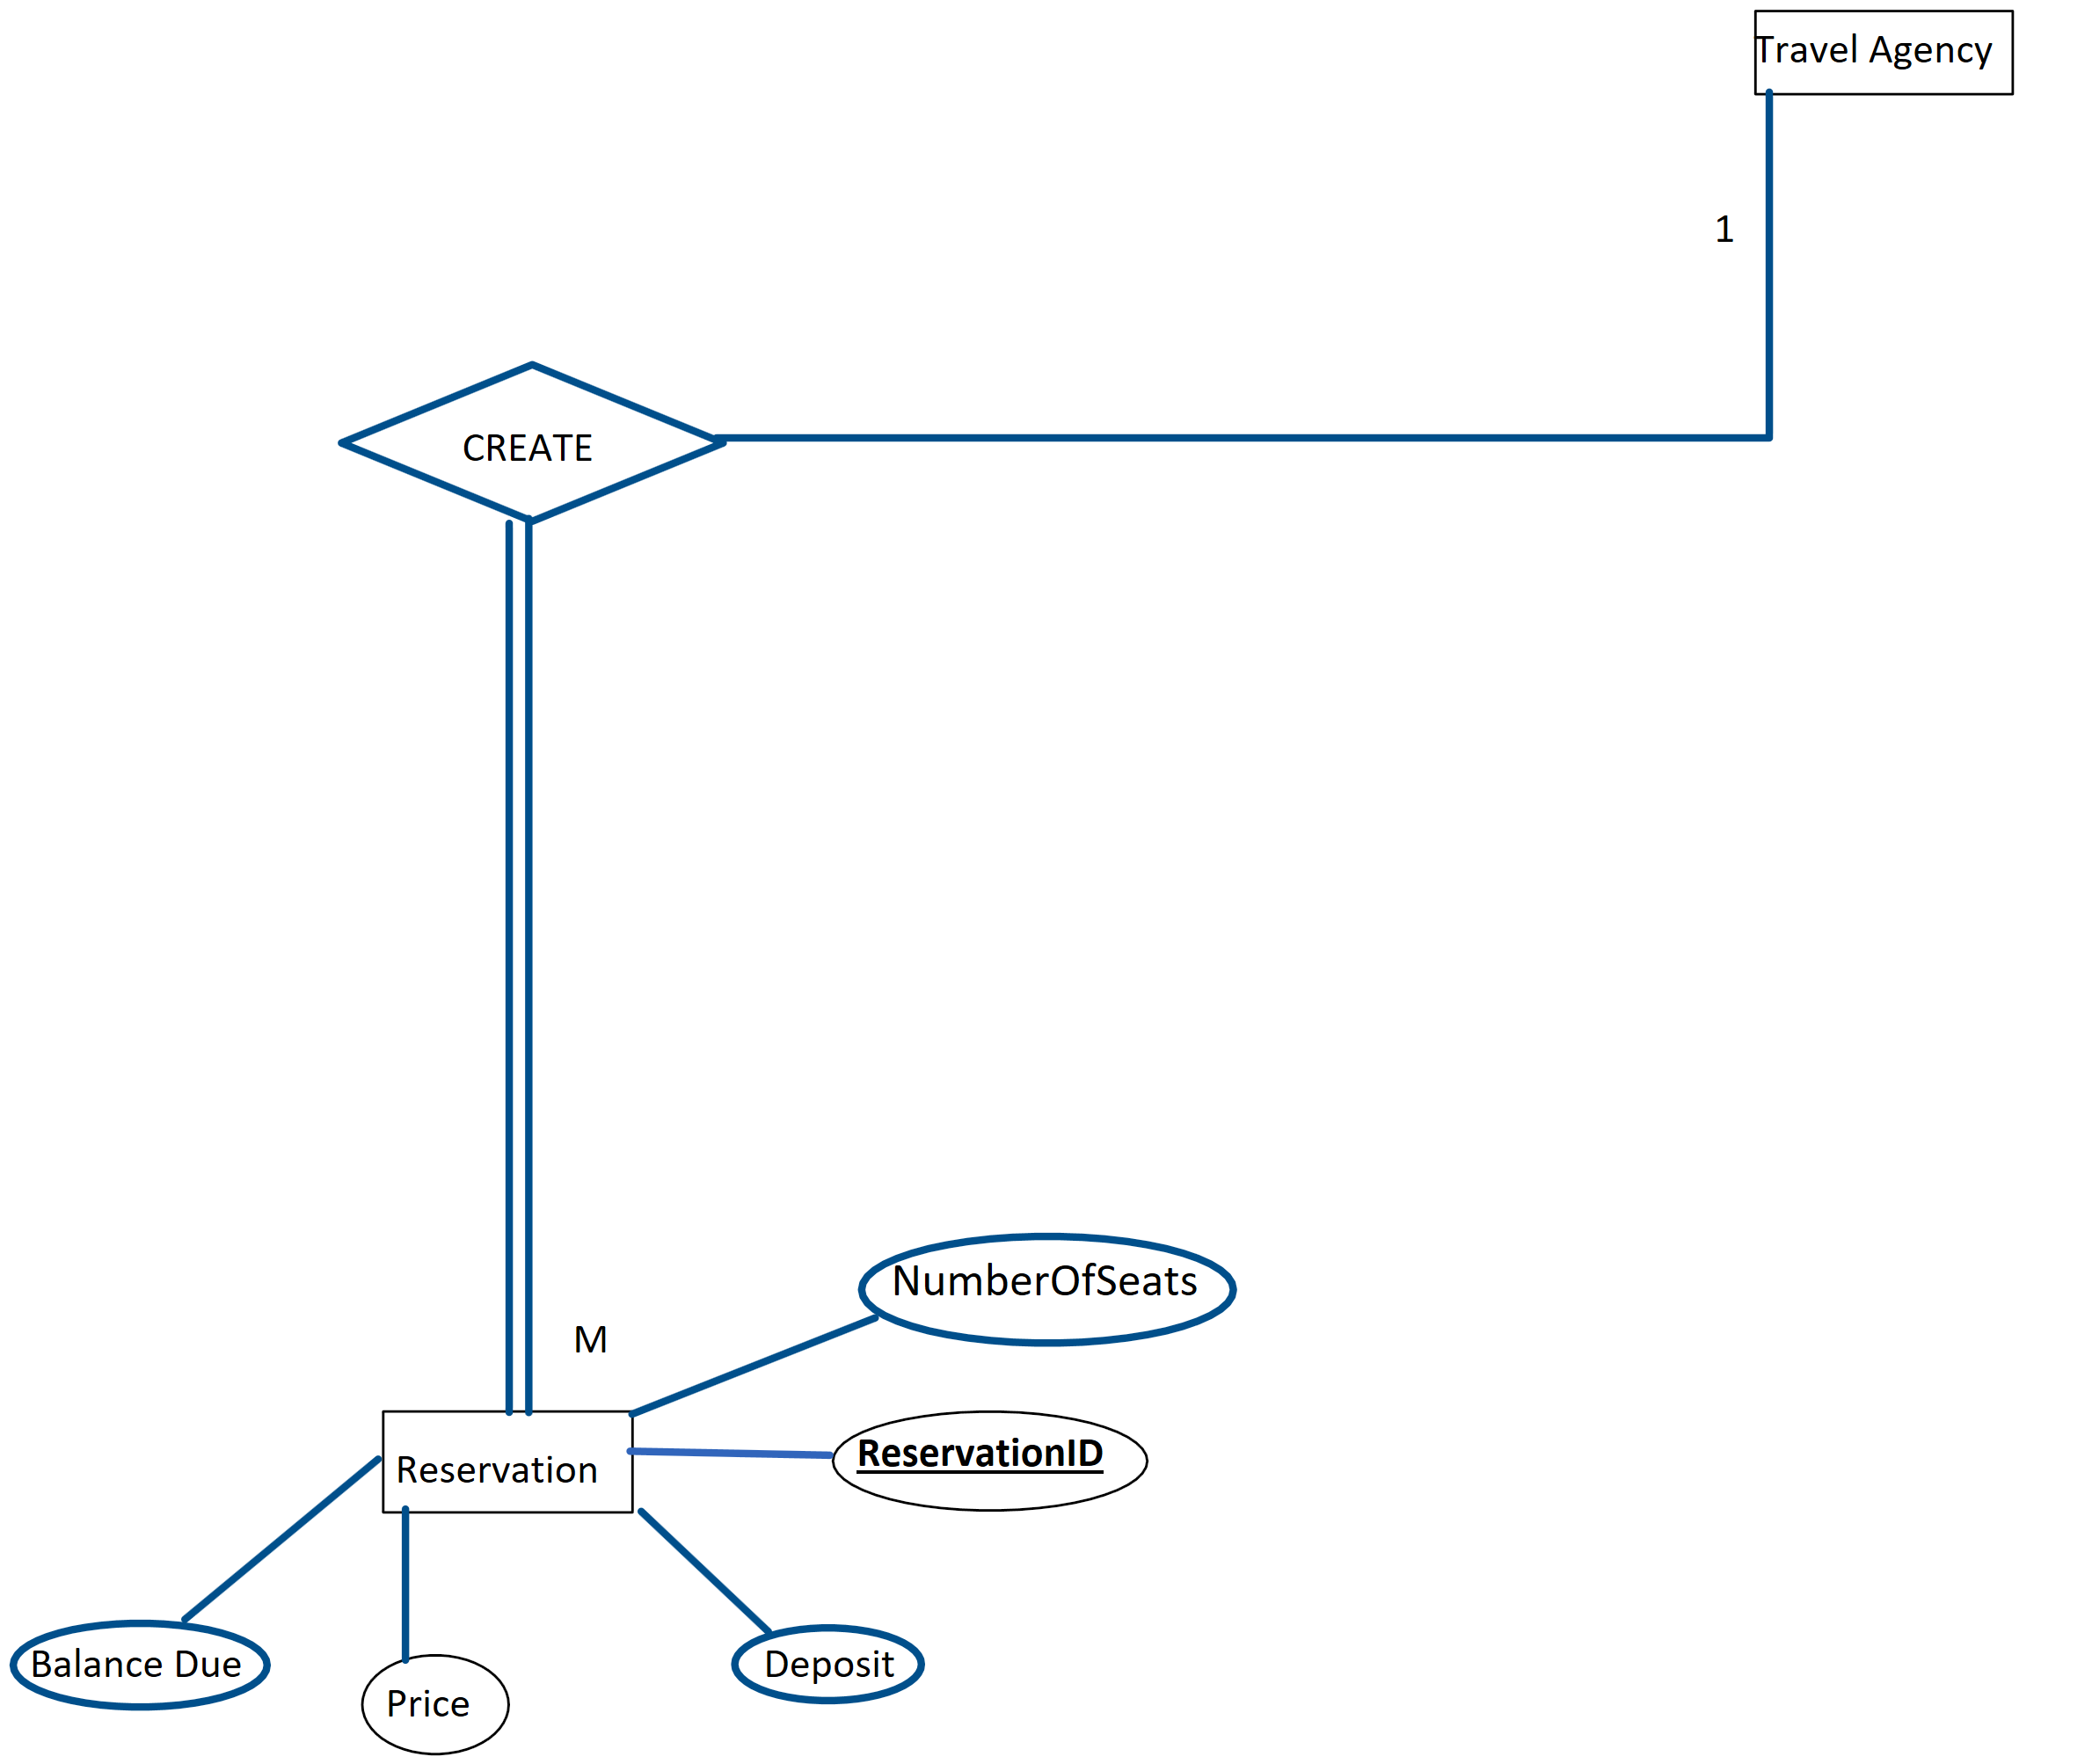 Travel Agency
1
CREATE
NumberOfSeats
M
ReservationID
Reservation
Balance Due
Deposit
Price